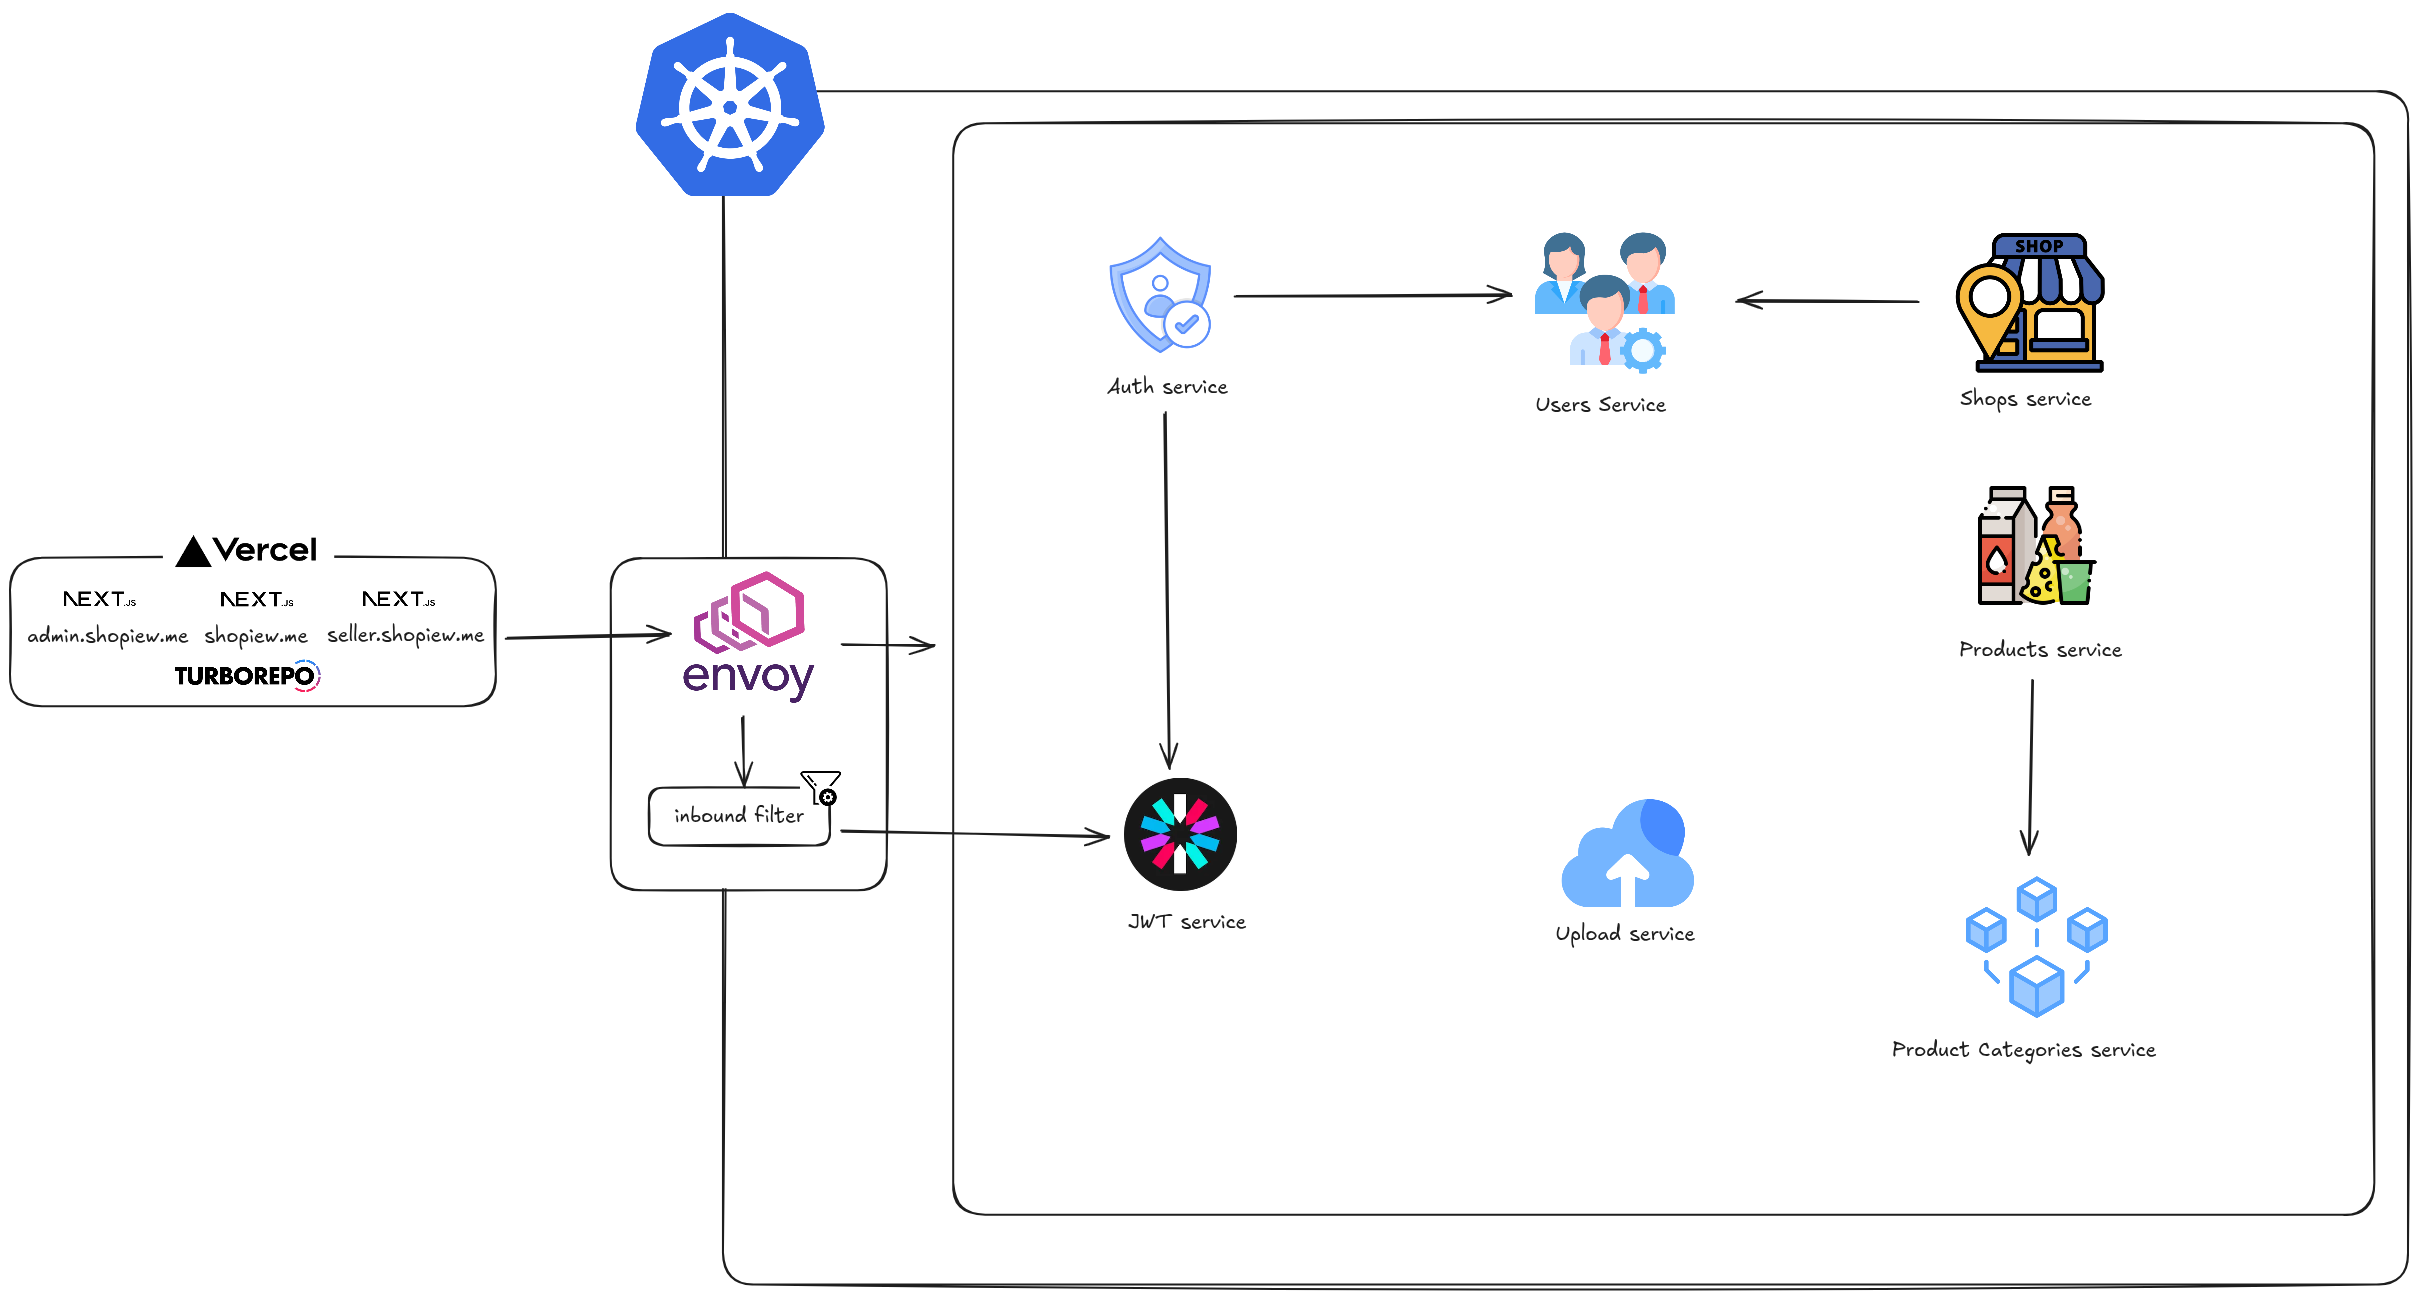 SHOP
Auth service
Users Service
Shops service
Vercel
NEXT.JS
NEXT.JS
NEXT.JS
admin.shopiew.me
shopiew.me
seller.shopiew.me
TURBOREPO
envoy
inbound filter
Products service
JWT service
Upload service
Product Categories service